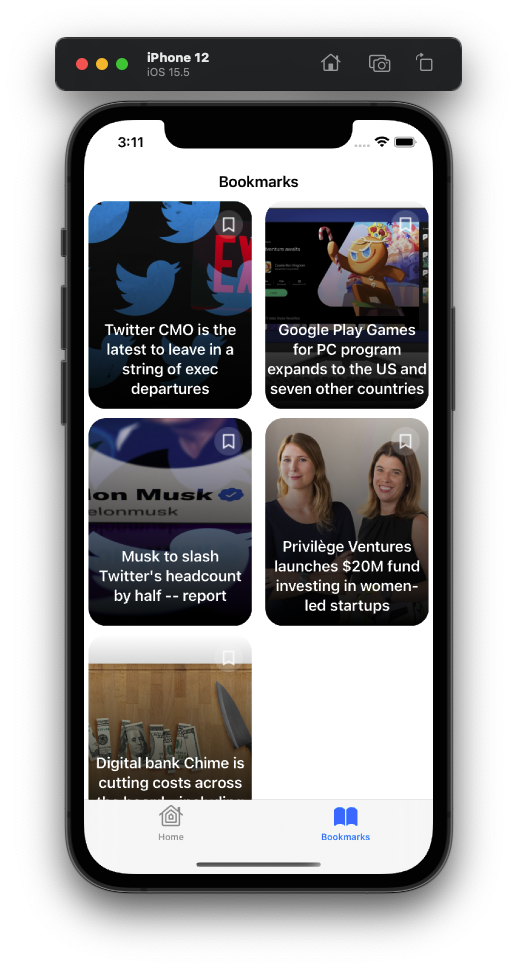 iPhone 12
iOS 15.5
3:11
Bookmarks
EX
Twitter CMO is the
latest to leave in a
string of exec
departures
Google Play Games
for PC program
expands to the US and
seven other countries
lon Musk
elonmusk
Musk to slash
Twitter's headcount
by half -- report
Privilège Ventures
launches $20M fund
investing in women-
led startups
Digital bank Chime is
cutting costs across
Home
Bookmarks